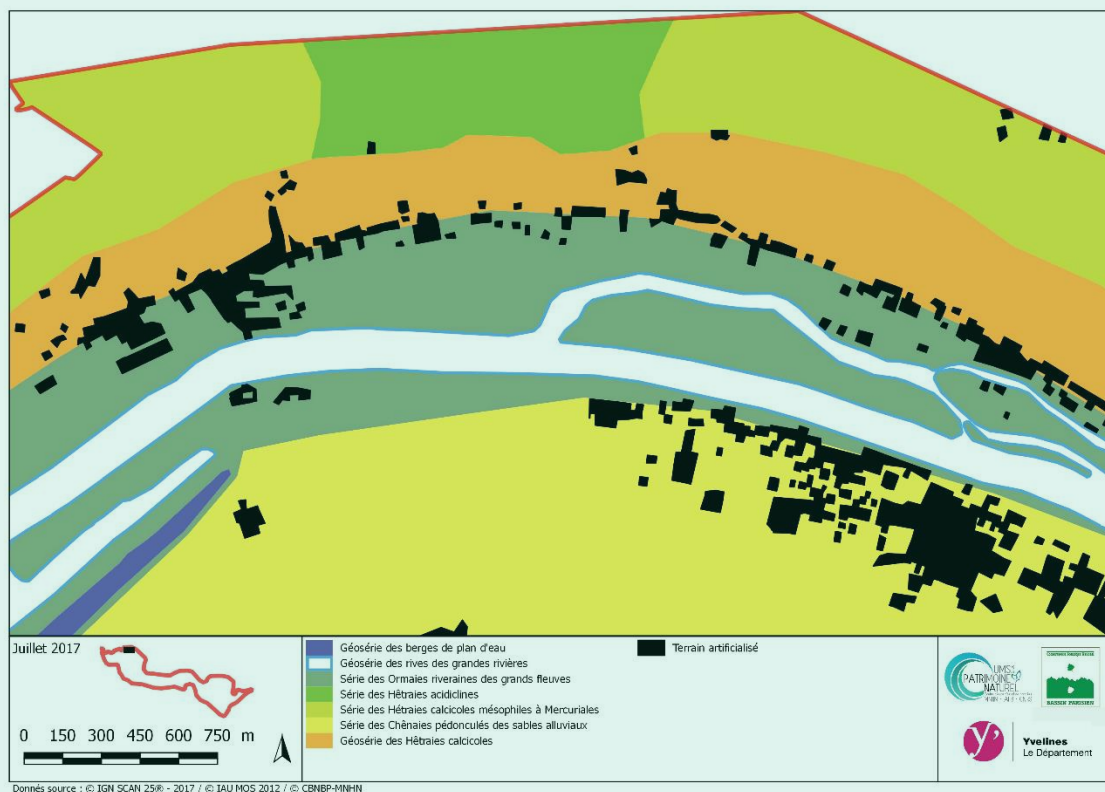 Juillet 2017
0 150 300 450 600 750 m
Géosérie des berges de plan d'eau
Géosérie des rives des grandes rivières
Série des Ormaies riveraines des grands fleuves
Série des Hêtraies acidiclines
Série des Hêtraies calcicoles mésophiles à Mercuriales
Série des Chênaies pédonculés des sables alluviaux
Géosérie des Hêtraies calcicoles
Terrain artificialisé
UMS
PATRIMOINE
NATUREL
BASSIN PARISIEN
y'
Yvelines
Le Département
Donnés source : © IGN SCAN 25® - 2017 / © IAU MOS 2012 / © CBNBP-MNHN